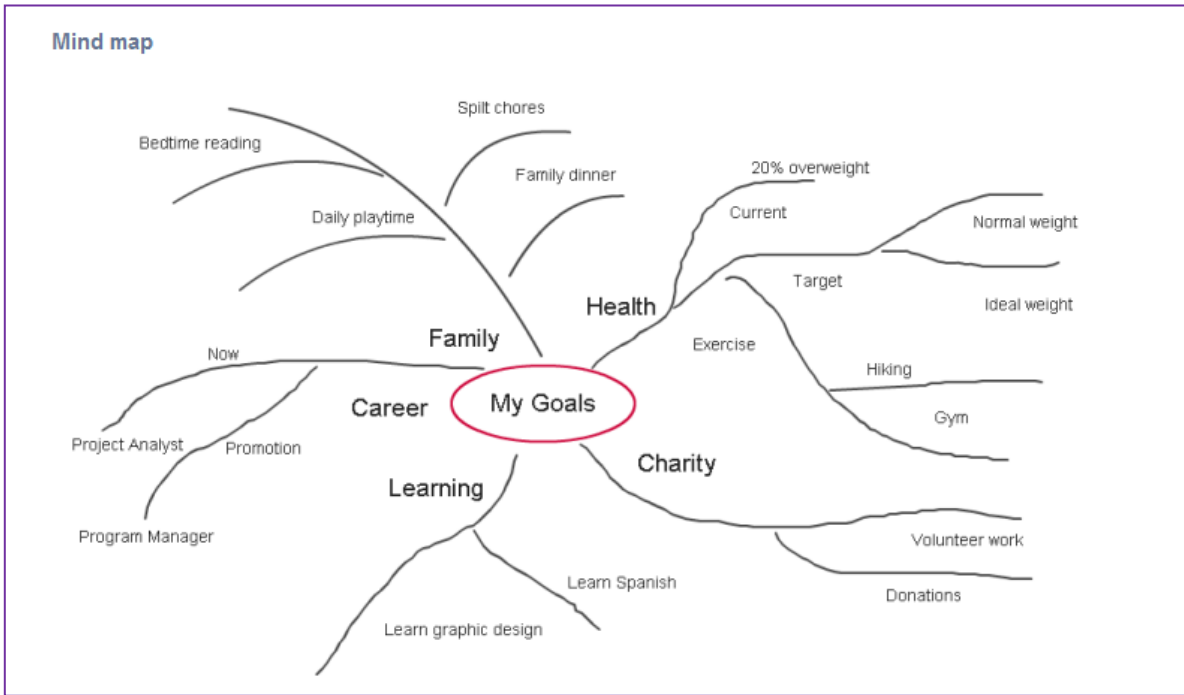 Mind map
Spilt chores
Bedtime reading
Family dinner
Daily playtime
20% overweight
Current
Normal weight
Target
Ideal weight
Health
Exercise
Family
Now
Hiking
Career
My Goals
Gym
Project Analyst
Promotion
Charity
Learning
Program Manager
Volunteer work
Learn Spanish
Donations
Learn graphic design